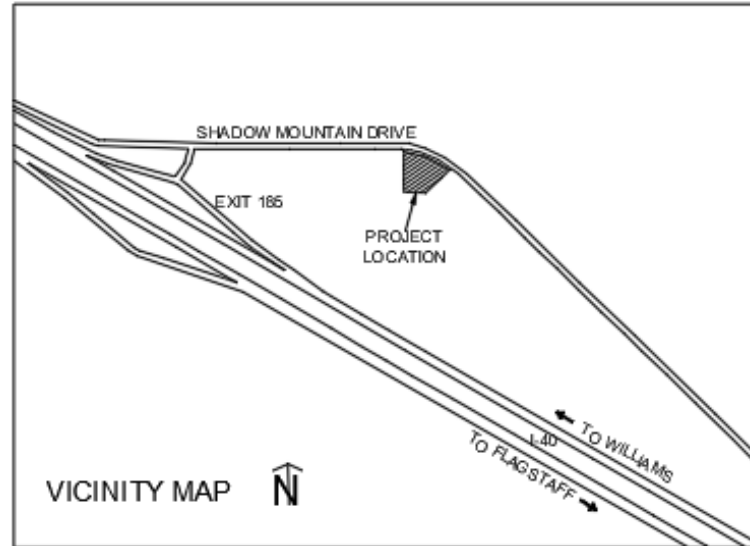 SHADOW MOUNTAIN DRIVE
EXIT 185
PROJECT
LOCATION
TO WILLIAMS
I-40
TO FLAGSTAFF
VICINITY MAP
N